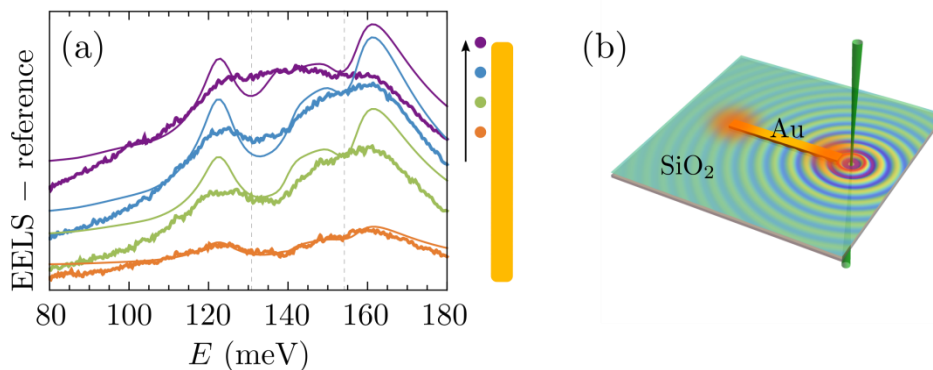 (a)
EELS − reference
80 100 120 140 160 180
E (meV)
(b)
Au
SiO₂